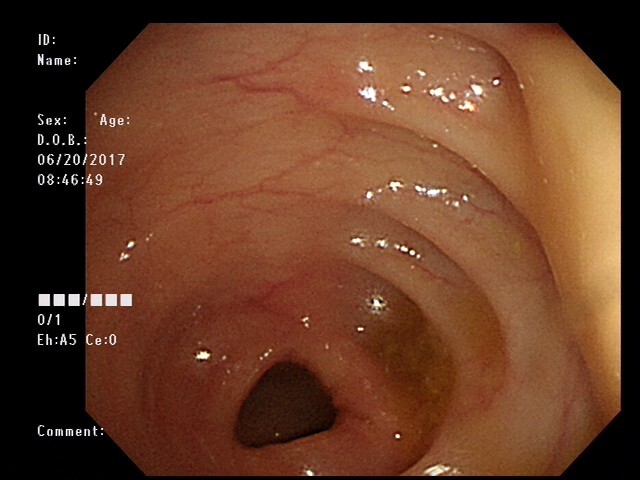 ID:
Name:
Sex: Age:
D.O.B.:
06/20/2017
08:46:49
■■■/■■■
0/1
Eh:A5 Ce:0
Comment: